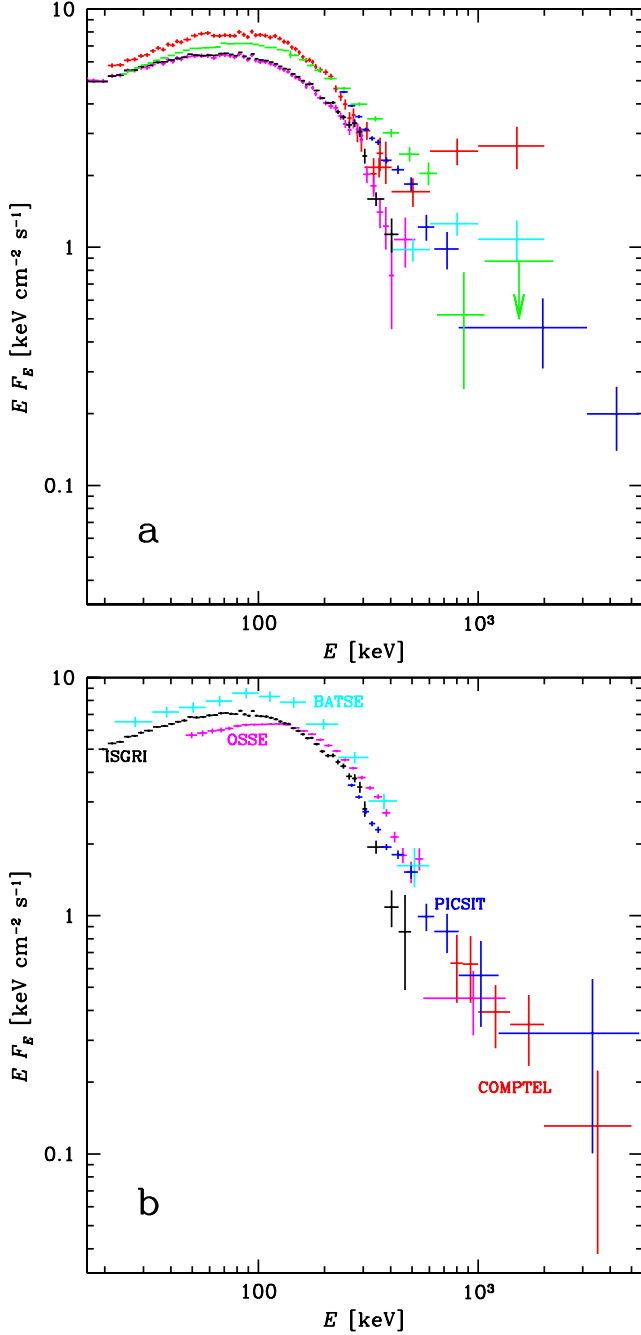 10
1
0.1
E F_E [keV cm⁻² s⁻¹]
a
100
10³
E [keV]
10
1
0.1
E F_E [keV cm⁻² s⁻¹]
BATSE
ISGRI
OSSE
PICSIT
COMPTEL
b
100
10³
E [keV]